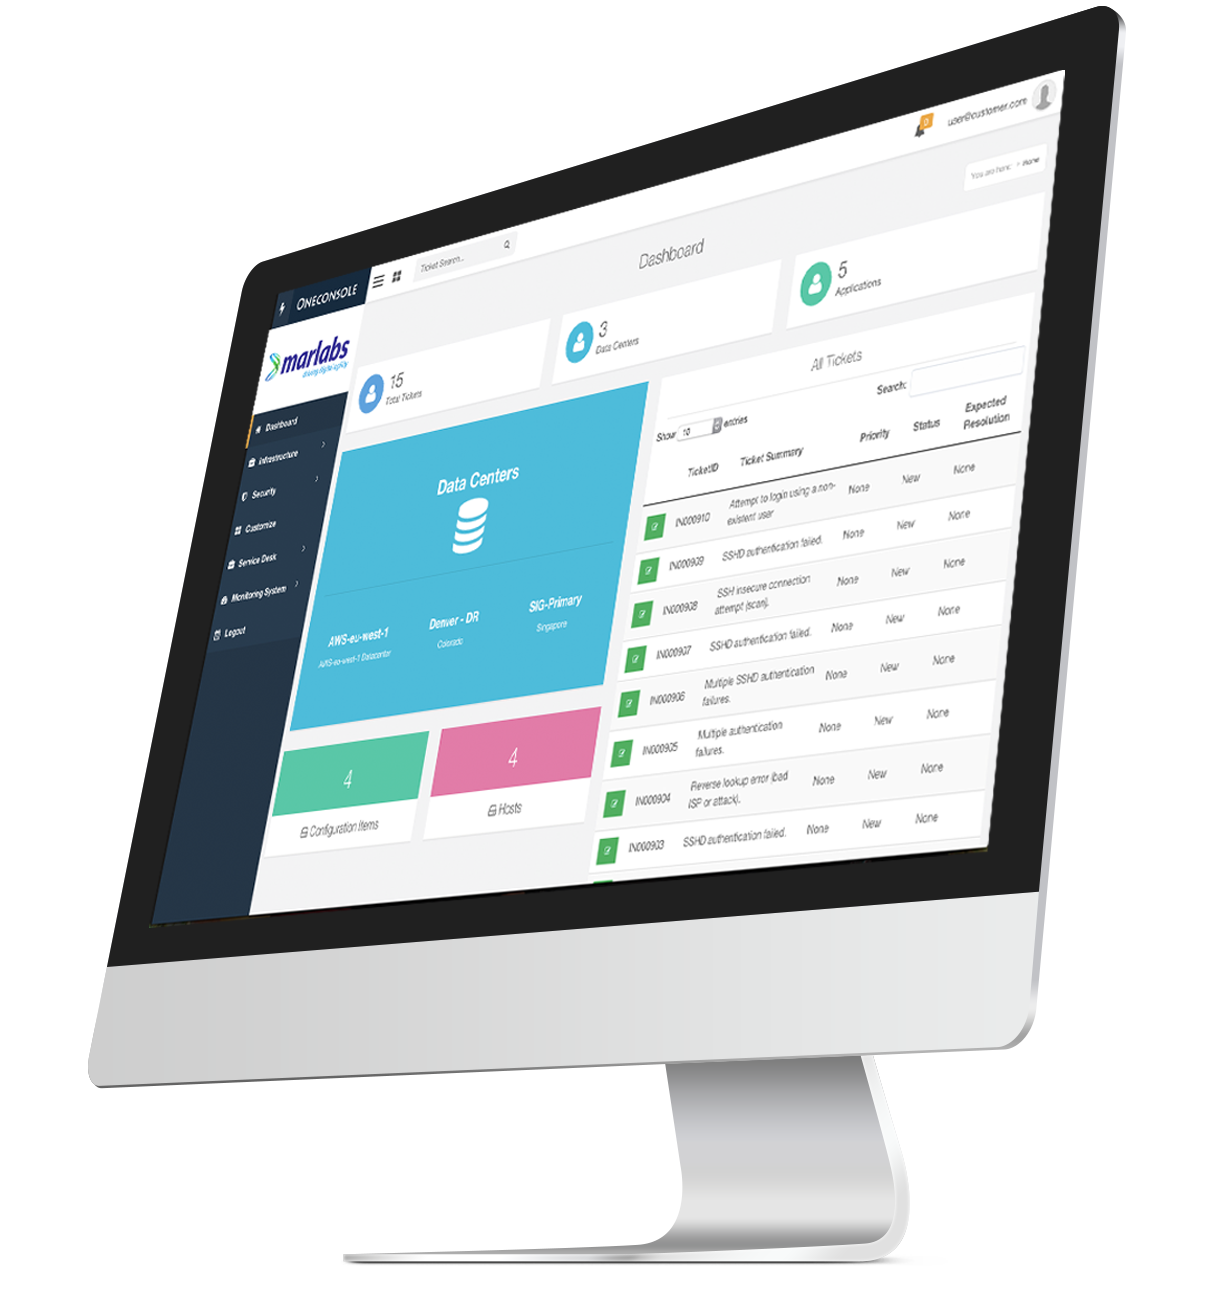 ONECONSOLE
Ticket Search...
0
user@customer.com
You are here:
Home
marlabs
driving digital agility
Dashboard
Infrastructure
Security
Customize
Service Desk
Monitoring System
Logout
Dashboard
15
Total Tickets
3
Data Centers
5
Applications
Data Centers
AWS-eu-west-1
AWS-eu-west-1 Datacenter
Denver - DR
Colorado
SIG-Primary
Singapore
4
Configuration Items
4
Hosts
All Tickets
Show 10 entries
Search:
TicketID Ticket Summary Priority Status Expected
Resolution
IN000910 Attempt to login using a non-
existent user None New None
IN000909 SSHD authentication failed. None New None
IN000908 SSH insecure connection
attempt (scan). None New None
IN000907 SSHD authentication failed. None New None
IN000906 Multiple SSHD authentication
failures. None New None
IN000905 Multiple authentication
failures. None New None
IN000904 Reverse lookup error (bad
ISP or attack). None New None
IN000903 SSHD authentication failed. None New None